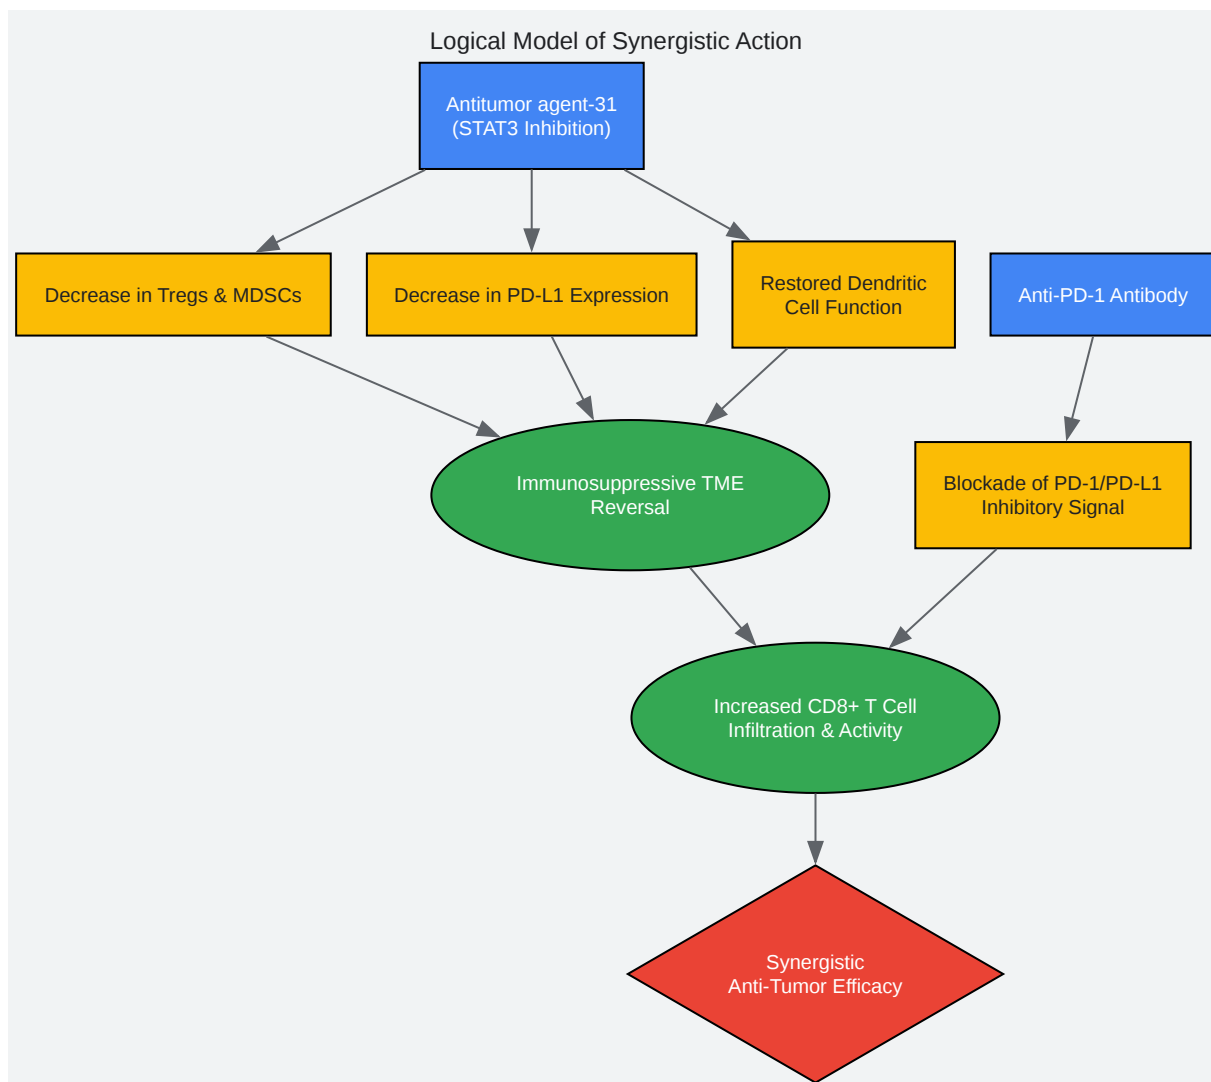 Logical Model of Synergistic Action
Antitumor agent-31
(STAT3 Inhibition)
Decrease in Tregs & MDSCs
Decrease in PD-L1 Expression
Restored Dendritic
Cell Function
Anti-PD-1 Antibody
Immunosuppressive TME
Reversal
Blockade of PD-1/PD-L1
Inhibitory Signal
Increased CD8+ T Cell
Infiltration & Activity
Synergistic
Anti-Tumor Efficacy